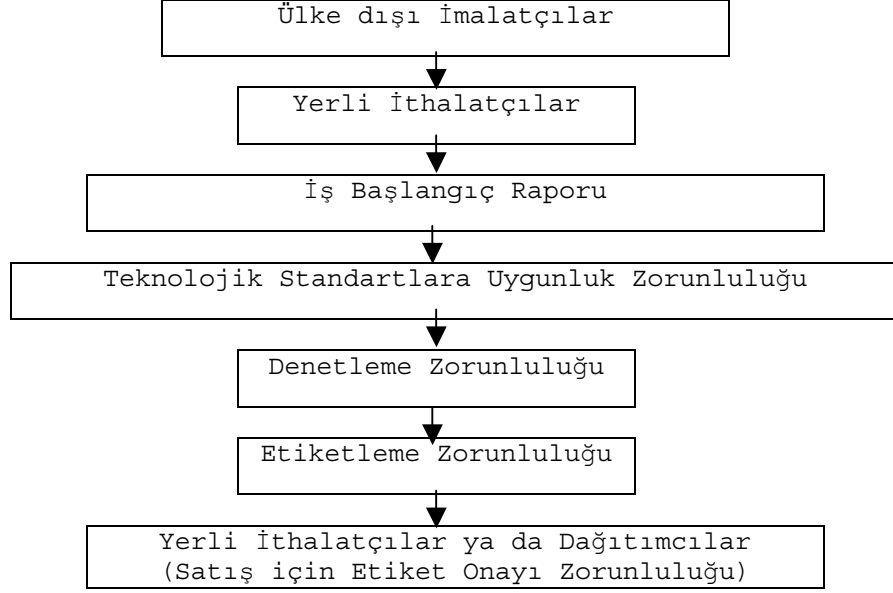 Ülke dışı İmalatçılar
Yerli İthalatçılar
İş Başlangıç Raporu
Teknolojik Standartlara Uygunluk Zorunluluğu
Denetleme Zorunluluğu
Etiketleme Zorunluluğu
Yerli İthalatçılar ya da Dağıtımcılar
(Satış için Etiket Onayı Zorunluluğu)